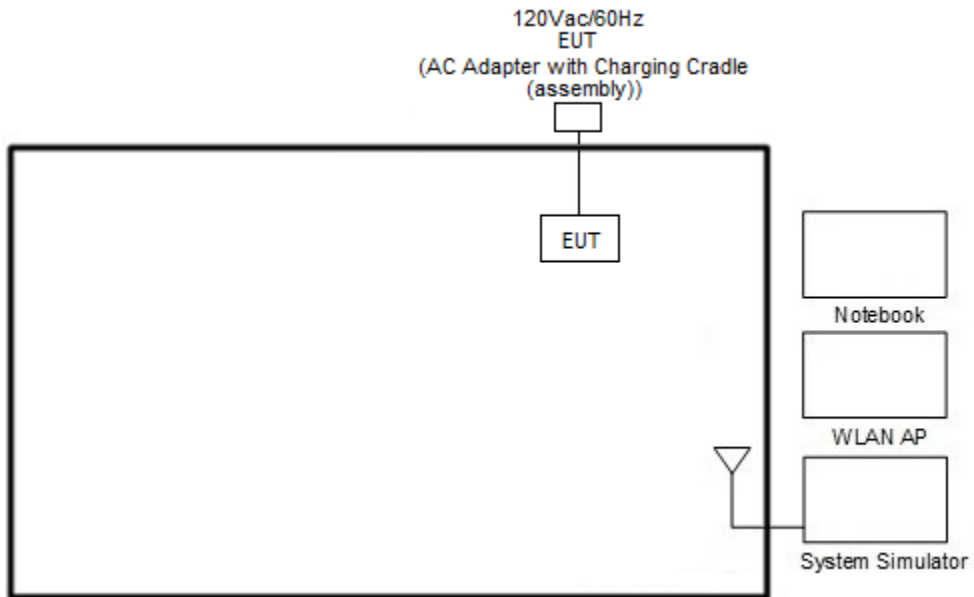 120Vac/60Hz
EUT
(AC Adapter with Charging Cradle
(assembly))
EUT
Notebook
WLAN AP
System Simulator